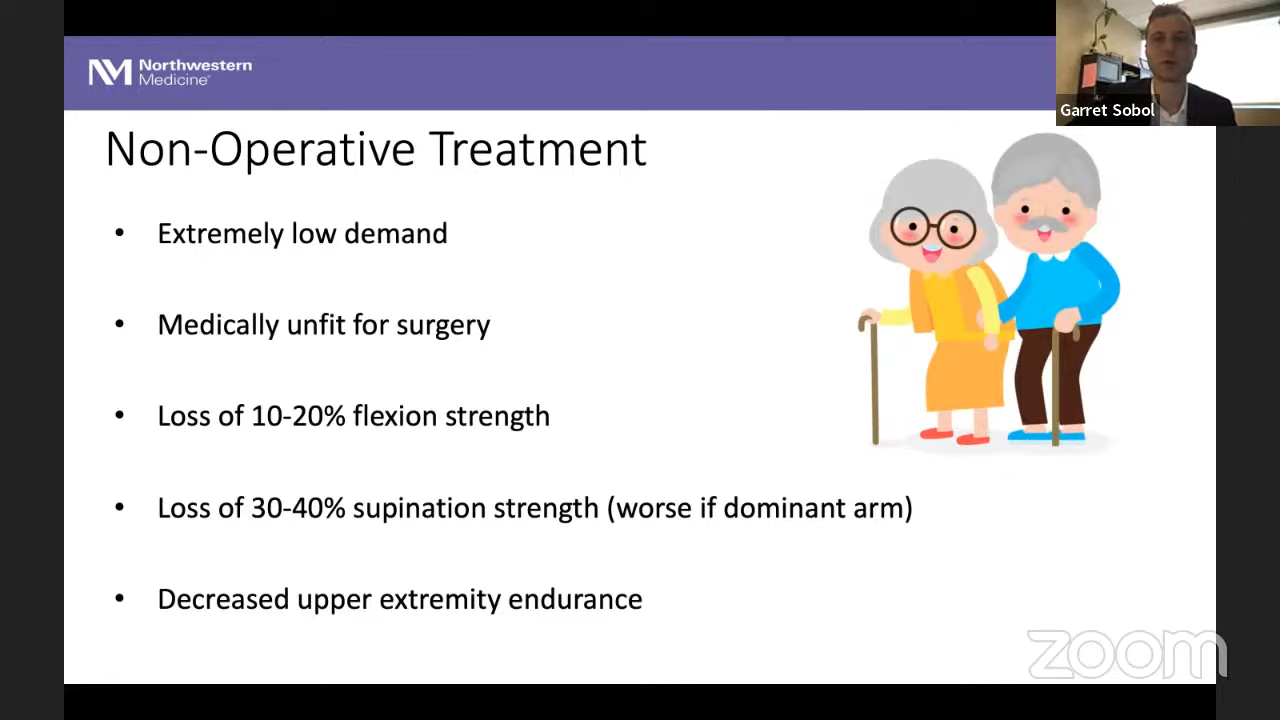 Northwestern
Medicine
Garret Sobol
Non-Operative Treatment
• Extremely low demand
• Medically unfit for surgery
• Loss of 10-20% flexion strength
• Loss of 30-40% supination strength (worse if dominant arm)
• Decreased upper extremity endurance
zoom